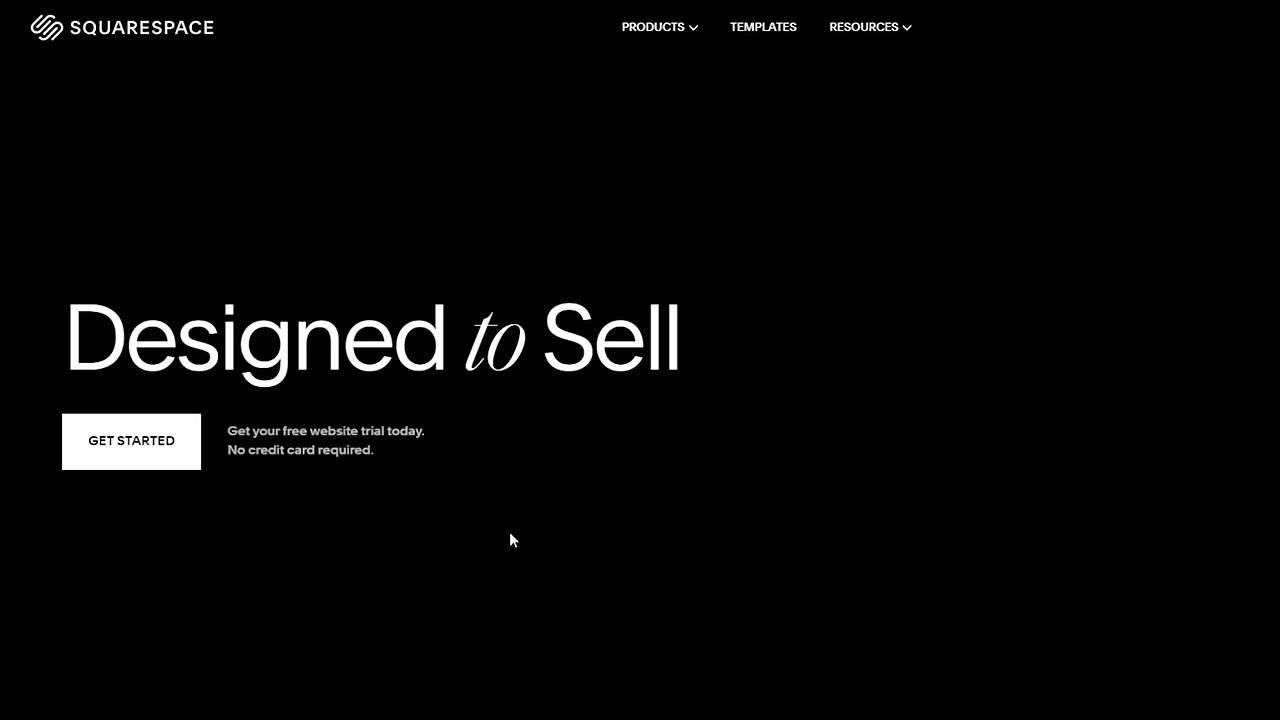 SQUARESPACE
PRODUCTS
TEMPLATES
RESOURCES
Designed to Sell
GET STARTED
Get your free website trial today.
No credit card required.